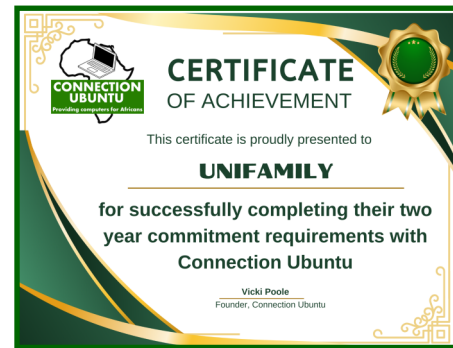 CONNECTION
UBUNTU
Providing computers for Africans
CERTIFICATE
OF ACHIEVEMENT
This certificate is proudly presented to
UNIFAMILY
for successfully completing their two
year commitment requirements with
Connection Ubuntu
Vicki Poole
Founder, Connection Ubuntu